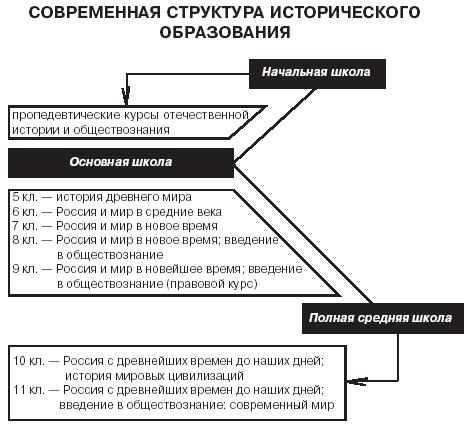 СОВРЕМЕННАЯ СТРУКТУРА ИСТОРИЧЕСКОГО
ОБРАЗОВАНИЯ
Начальная школа
пропедевтические курсы отечественной
истории и обществознания
Основная школа
5 кл. — история древнего мира
6 кл. — Россия и мир в средние века
7 кл. — Россия и мир в новое время
8 кл. — Россия и мир в новое время; введение
в обществознание
9 кл. — Россия и мир в новейшее время; введение
в обществознание (правовой курс)
Полная средняя школа
10 кл. — Россия с древнейших времен до наших дней;
история мировых цивилизаций
11 кл. — Россия с древнейших времен до наших дней;
введение в обществознание: современный мир